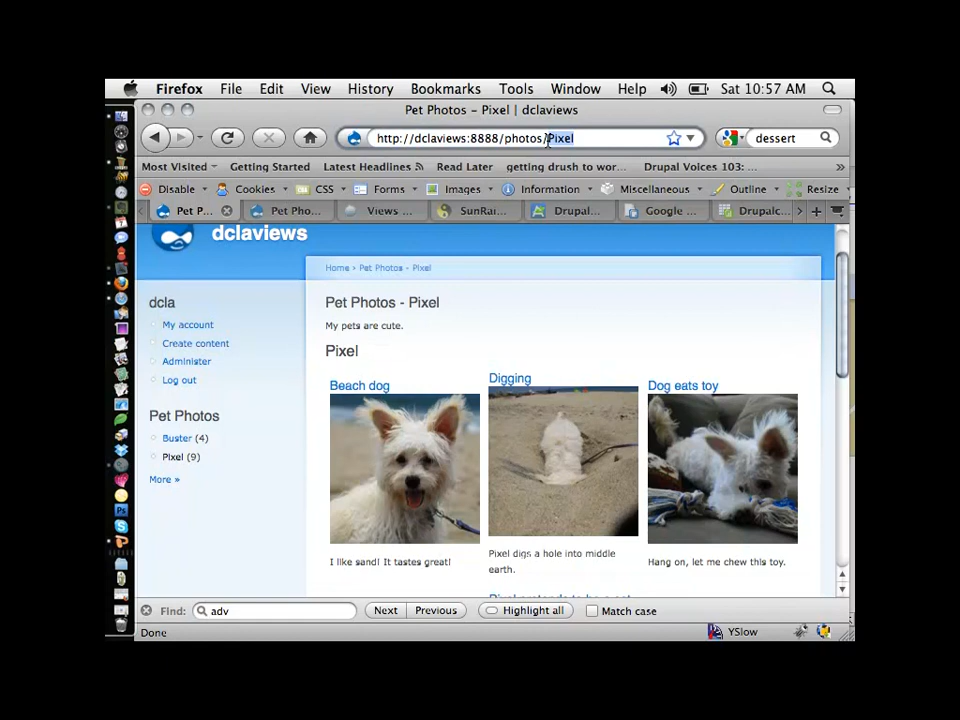 Firefox File Edit View History Bookmarks Tools Window Help Sat 10:57 AM
Pet Photos – Pixel | dclaviews
http://dclaviews:8888/photos/Pixel dessert
Most Visited Getting Started Latest Headlines Read Later getting drush to wor... Drupal Voices 103:... »
Disable Cookies CSS Forms Images Information Miscellaneous Outline Resize
Pet P... Pet Pho... Views ... SunRai... Drupal... Google ... Drupalc...
dclaviews
Home › Pet Photos - Pixel
dcla
My account
Create content
Administer
Log out
Pet Photos
Buster (4)
Pixel (9)
More »
Pet Photos - Pixel
My pets are cute.
Pixel
Beach dog
Digging
Dog eats toy
I like sand! It tastes great!
Pixel digs a hole into middle
earth.
Hang on, let me chew this toy.
Find: adv Next Previous Highlight all Match case
Done YSlow